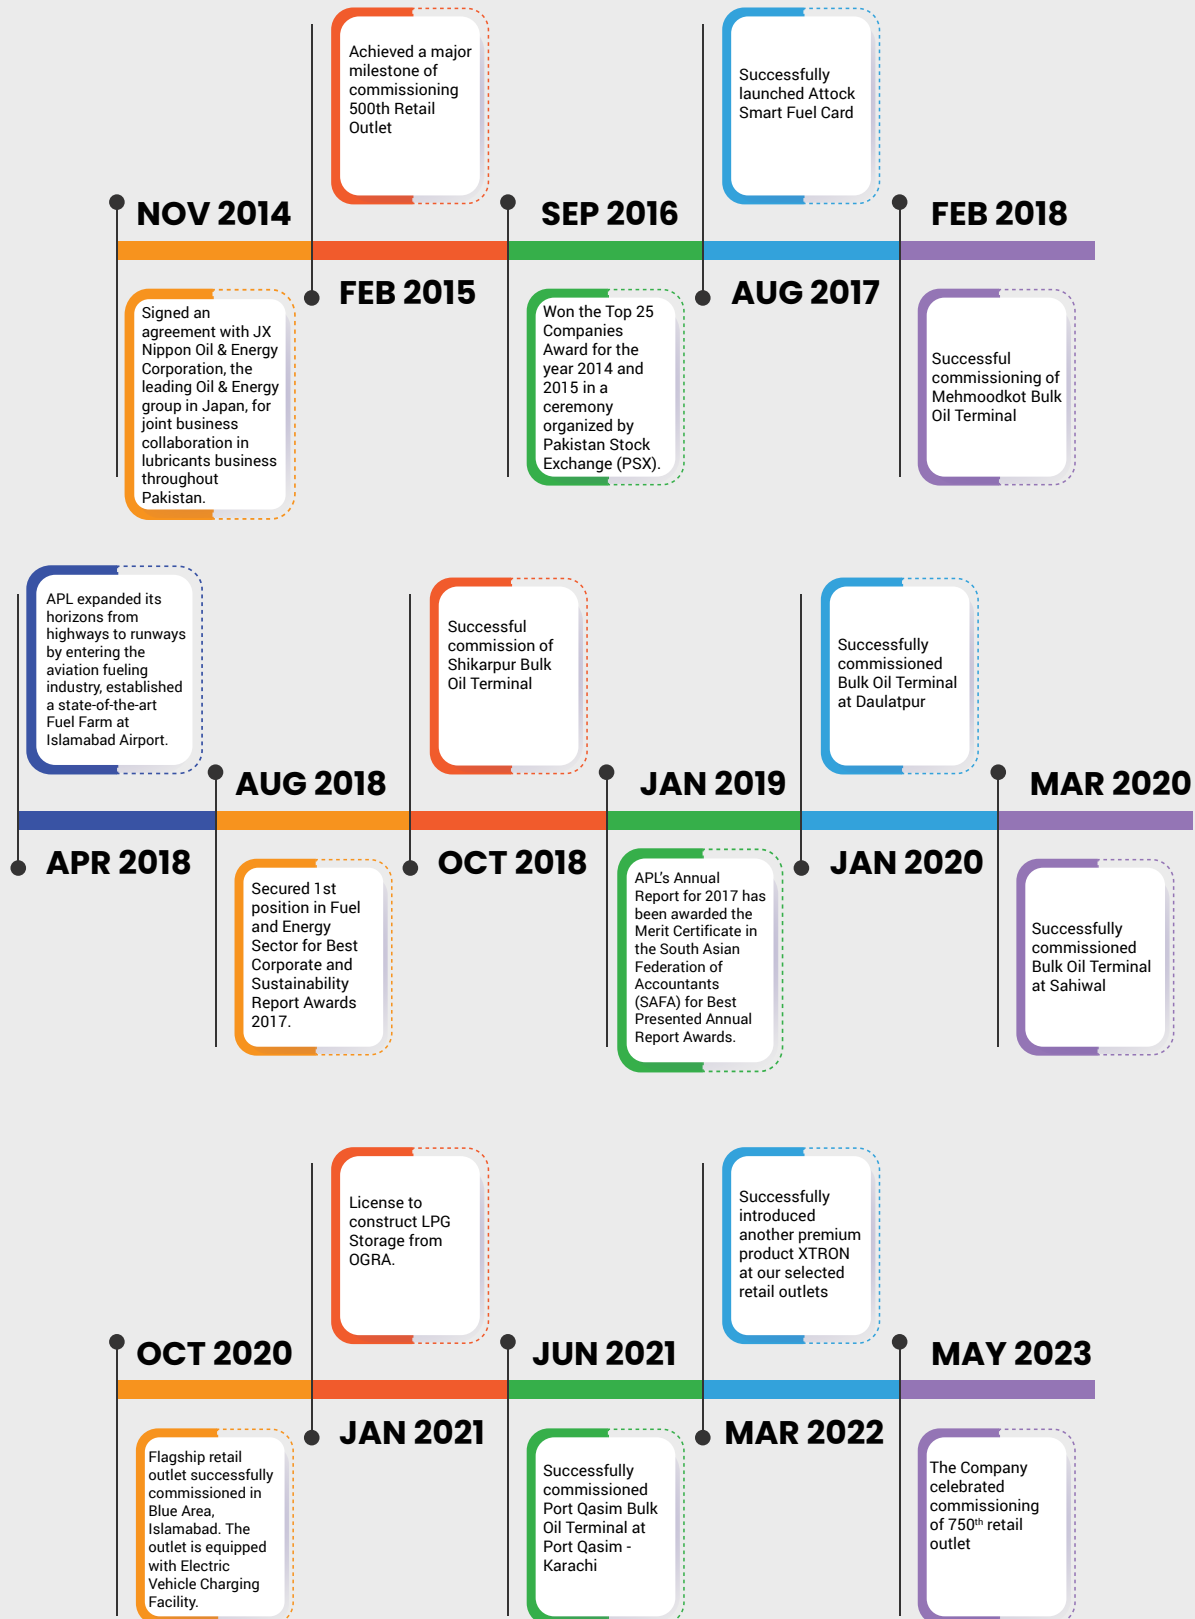 NOV 2014
Signed an
agreement with JX
Nippon Oil & Energy
Corporation, the
leading Oil & Energy
group in Japan, for
joint business
collaboration in
lubricants business
throughout
Pakistan.
Achieved a major
milestone of
commissioning
500th Retail
Outlet
FEB 2015
SEP 2016
Won the Top 25
Companies
Award for the
year 2014 and
2015 in a
ceremony
organized by
Pakistan Stock
Exchange (PSX).
Successfully
launched Attock
Smart Fuel Card
AUG 2017
FEB 2018
Successful
commissioning of
Mehmoodkot Bulk
Oil Terminal
APL expanded its
horizons from
highways to runways
by entering the
aviation fueling
industry, established
a state-of-the-art
Fuel Farm at
Islamabad Airport.
APR 2018
AUG 2018
Secured 1st
position in Fuel
and Energy
Sector for Best
Corporate and
Sustainability
Report Awards
2017.
Successful
commission of
Shikarpur Bulk
Oil Terminal
OCT 2018
JAN 2019
APL's Annual
Report for 2017 has
been awarded the
Merit Certificate in
the South Asian
Federation of
Accountants
(SAFA) for Best
Presented Annual
Report Awards.
Successfully
commissioned
Bulk Oil Terminal
at Daulatpur
JAN 2020
MAR 2020
Successfully
commissioned
Bulk Oil Terminal
at Sahiwal
OCT 2020
Flagship retail
outlet successfully
commissioned in
Blue Area,
Islamabad. The
outlet is equipped
with Electric
Vehicle Charging
Facility.
License to
construct LPG
Storage from
OGRA.
JAN 2021
JUN 2021
Successfully
commissioned
Port Qasim Bulk
Oil Terminal at
Port Qasim -
Karachi
Successfully
introduced
another premium
product XTRON
at our selected
retail outlets
MAR 2022
MAY 2023
The Company
celebrated
commissioning
of 750th retail
outlet